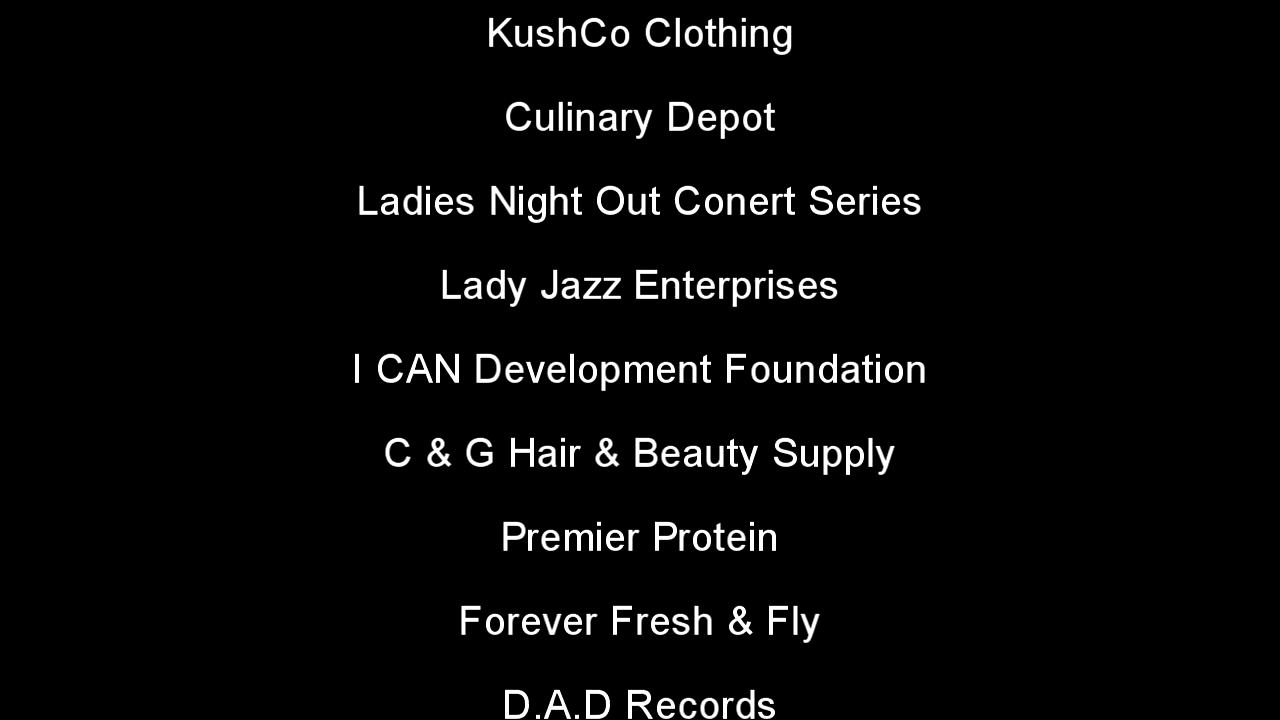 KushCo Clothing
Culinary Depot
Ladies Night Out Conert Series
Lady Jazz Enterprises
I CAN Development Foundation
C & G Hair & Beauty Supply
Premier Protein
Forever Fresh & Fly
D.A.D Records